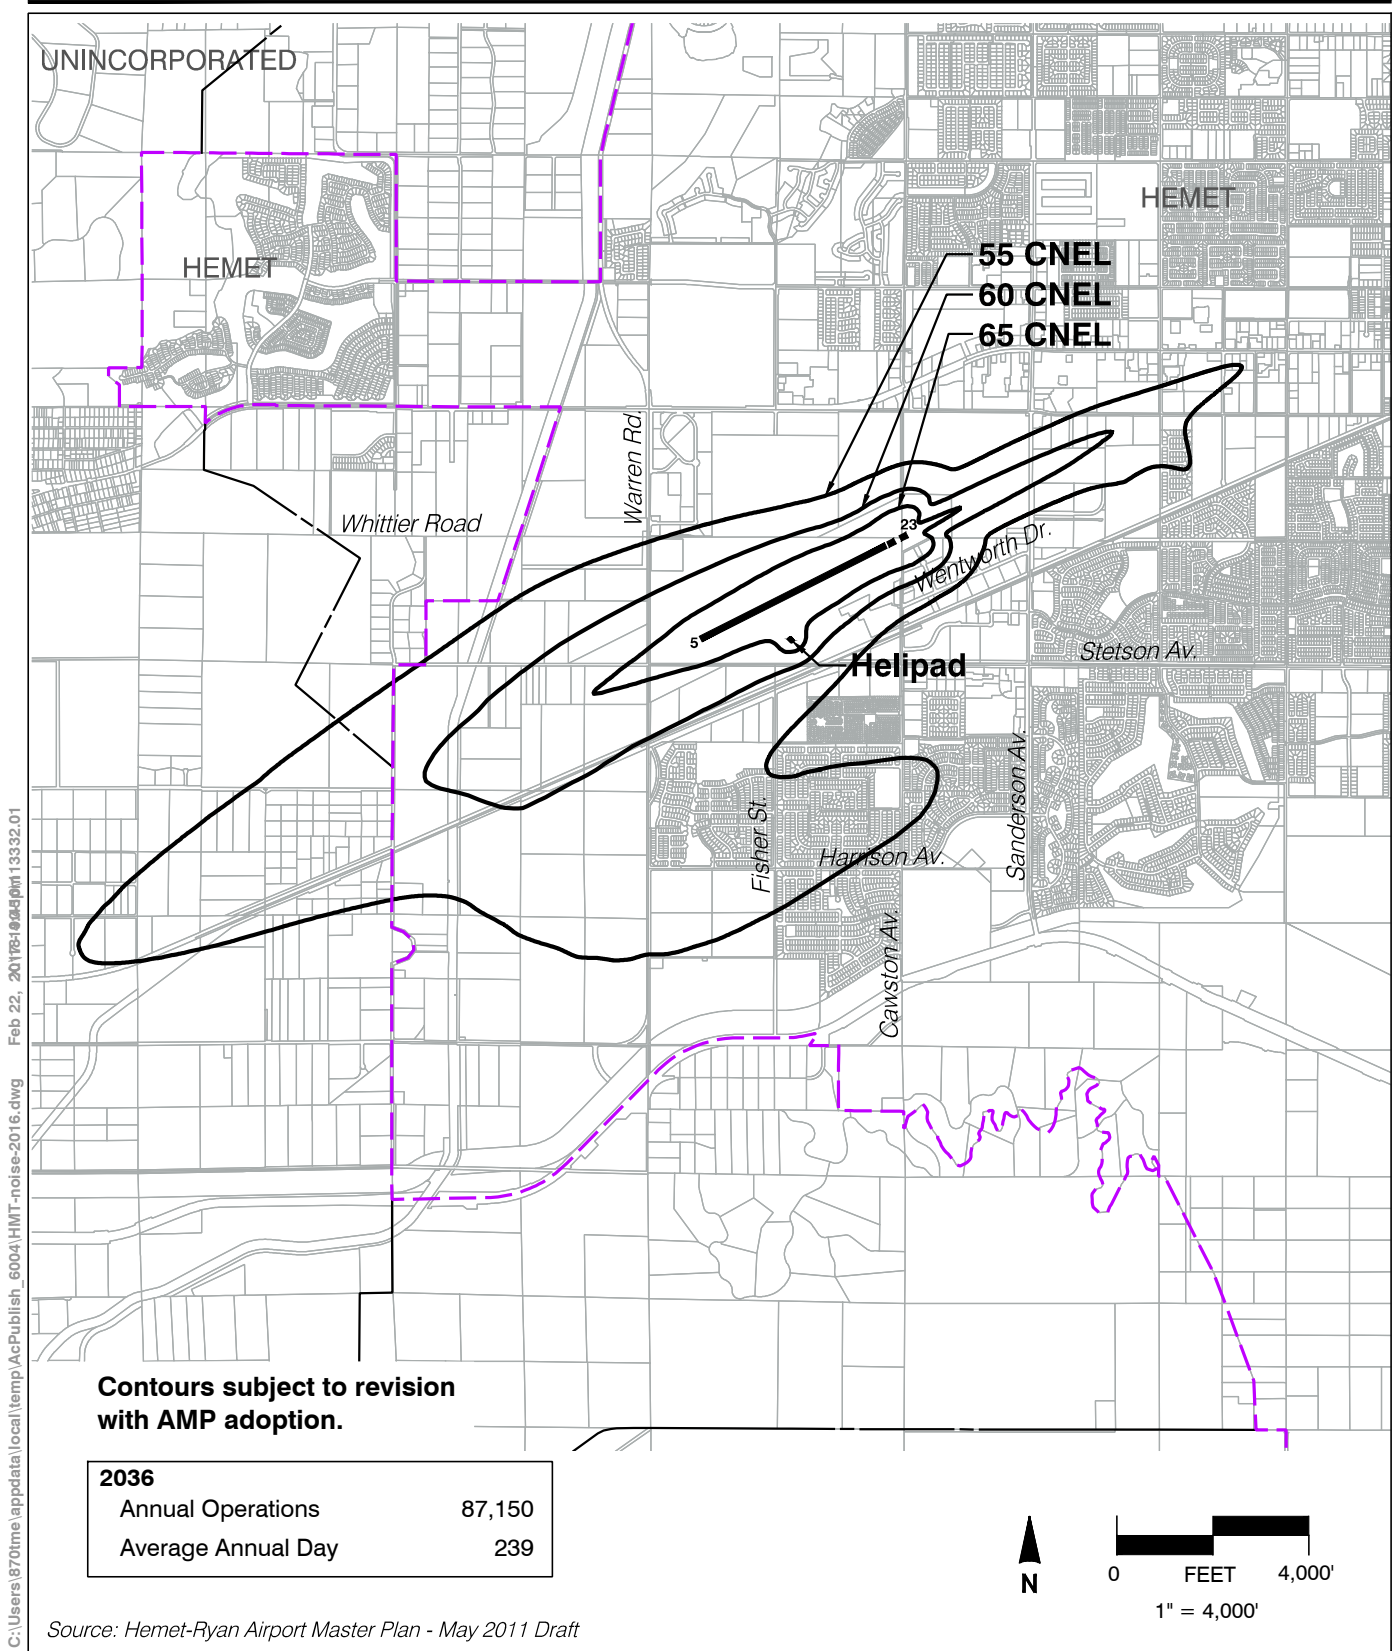 UNINCORPORATED
HEMET
HEMET
55 CNEL
60 CNEL
65 CNEL
Warren Rd.
Whittier Road
23
Wentworth Dr.
5
Helipad
Stetson Av.
Sanderson Av.
Fisher St.
Harrison Av.
Cawston Av.
Contours subject to revision
with AMP adoption.
2036
Annual Operations 87,150
Average Annual Day 239
N
0 FEET 4,000'
1" = 4,000'
Source: Hemet-Ryan Airport Master Plan - May 2011 Draft
C:\Users\870tme\appdata\local\temp\AcPublish_6004\HMT-noise-2016.dwg Feb 22,